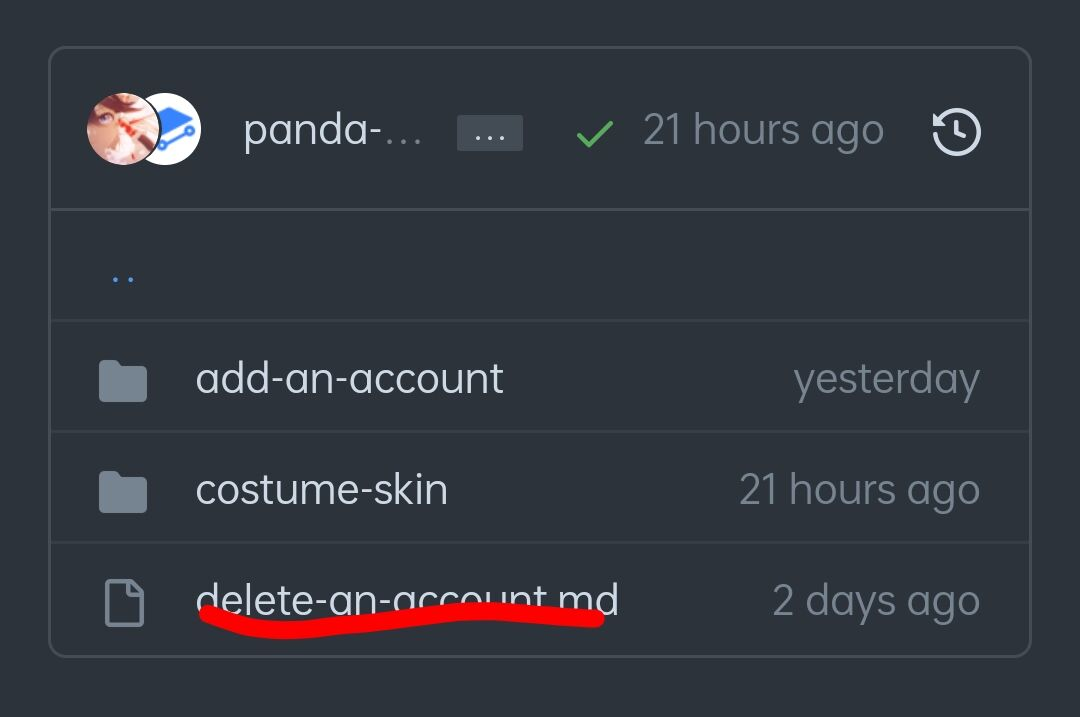 panda-... ... 21 hours ago
..
add-an-account yesterday
costume-skin 21 hours ago
delete-an-account.md 2 days ago